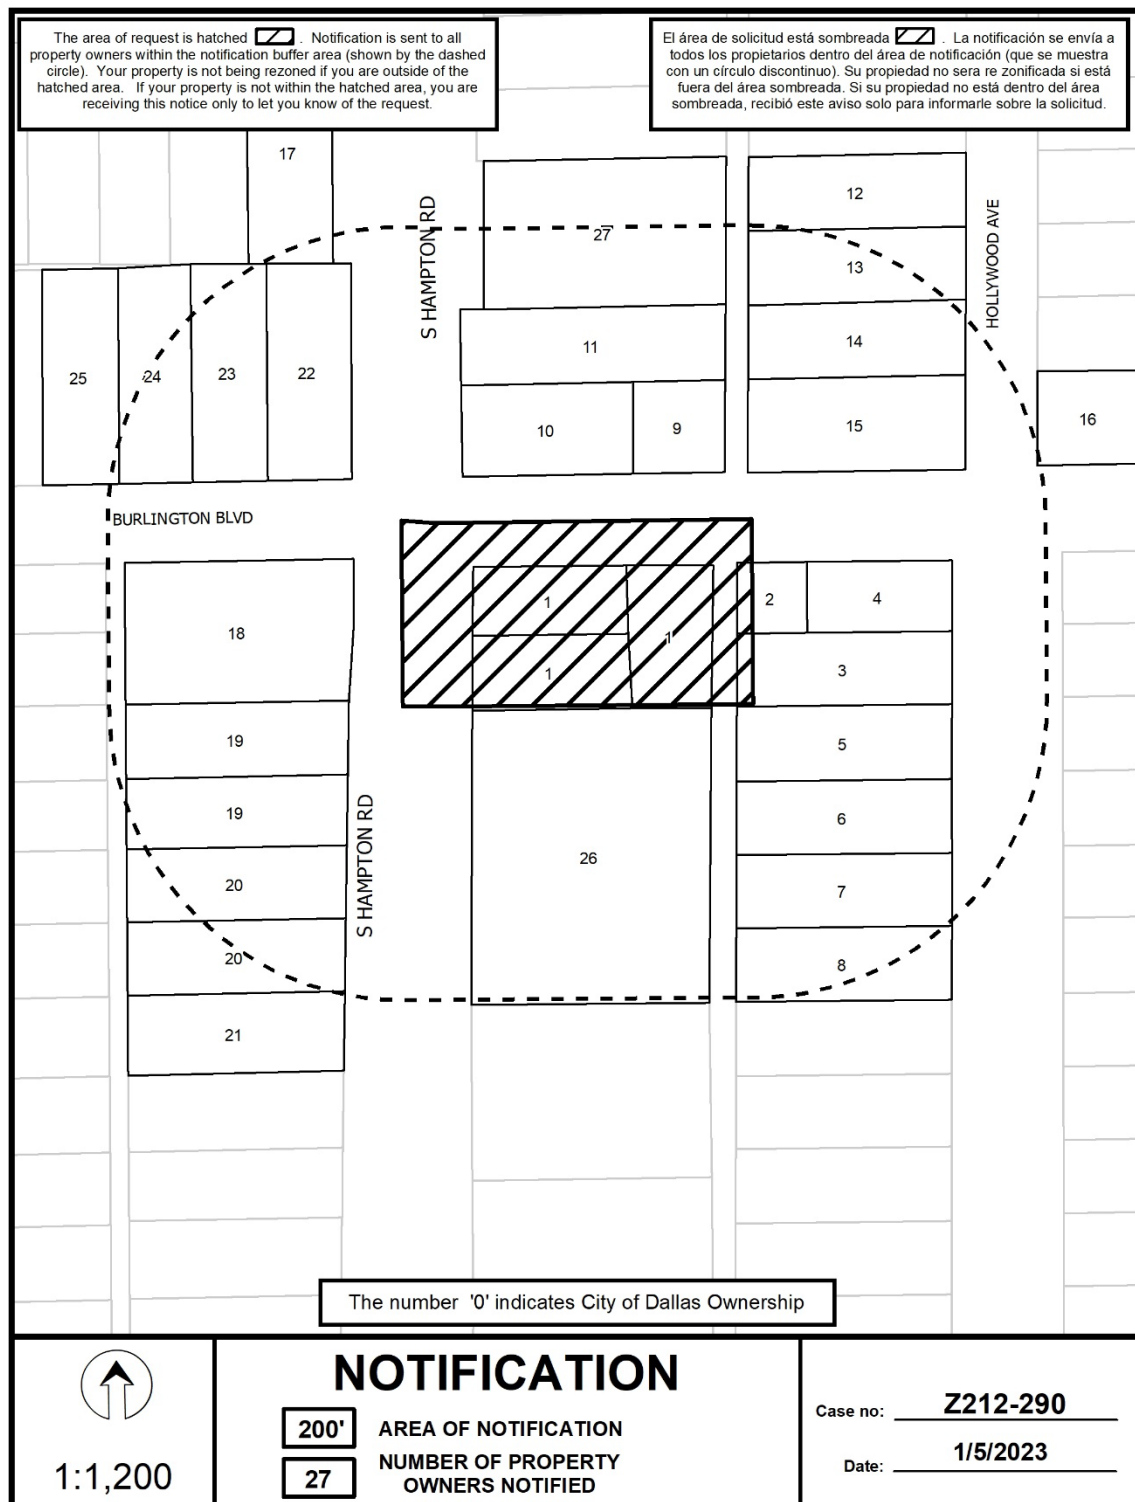 The area of request is hatched . Notification is sent to all
property owners within the notification buffer area (shown by the dashed
circle). Your property is not being rezoned if you are outside of the
hatched area. If your property is not within the hatched area, you are
receiving this notice only to let you know of the request.
El área de solicitud está sombreada . La notificación se envía a
todos los propietarios dentro del área de notificación (que se muestra
con un círculo discontinuo). Su propiedad no sera re zonificada si está
fuera del área sombreada. Si su propiedad no está dentro del área
sombreada, recibió este aviso solo para informarle sobre la solicitud.
17
12
S HAMPTON RD
27
HOLLYWOOD AVE
13
11
14
25
24
23
22
10
9
15
16
BURLINGTON BLVD
1
2
4
18
1
1
3
19
5
19
6
S HAMPTON RD
26
20
7
20
8
21
The number '0' indicates City of Dallas Ownership
1:1,200
NOTIFICATION
200' AREA OF NOTIFICATION
27 NUMBER OF PROPERTY
OWNERS NOTIFIED
Case no: Z212-290
Date: 1/5/2023